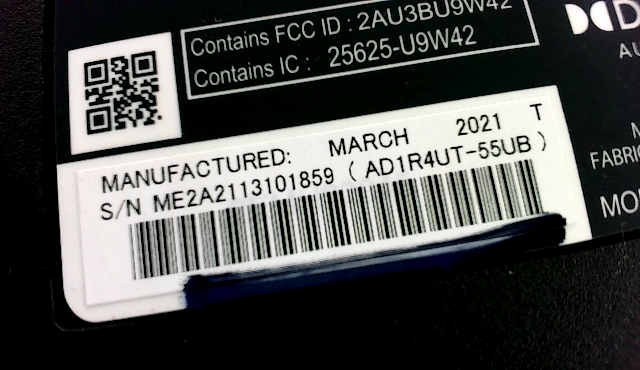 Contains FCC ID : 2AU3BU9W42
Contains IC : 25625-U9W42
MANUFACTURED: MARCH 2021 T
S/N ME2A2113101859 ( AD1R4UT-55UB )